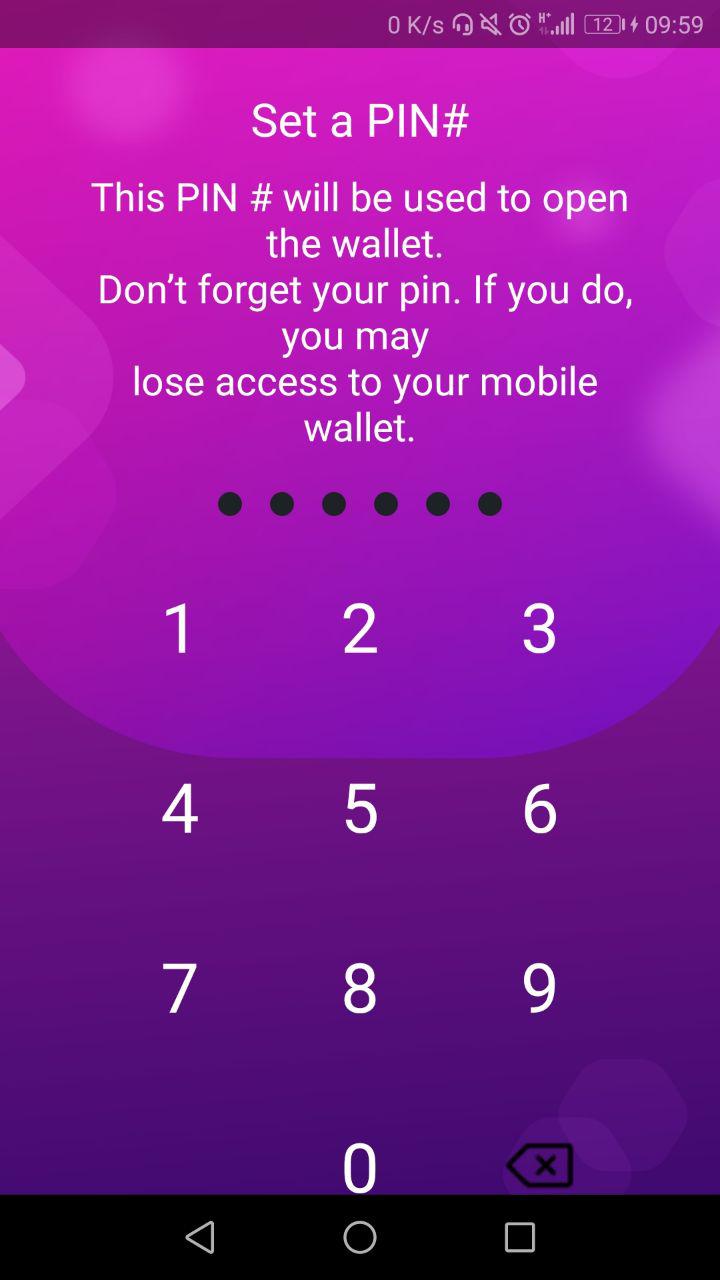 0 K/s H+ 12 09:59
Set a PIN#
This PIN # will be used to open
the wallet.
Don’t forget your pin. If you do,
you may
lose access to your mobile
wallet.
1 2 3
4 5 6
7 8 9
0